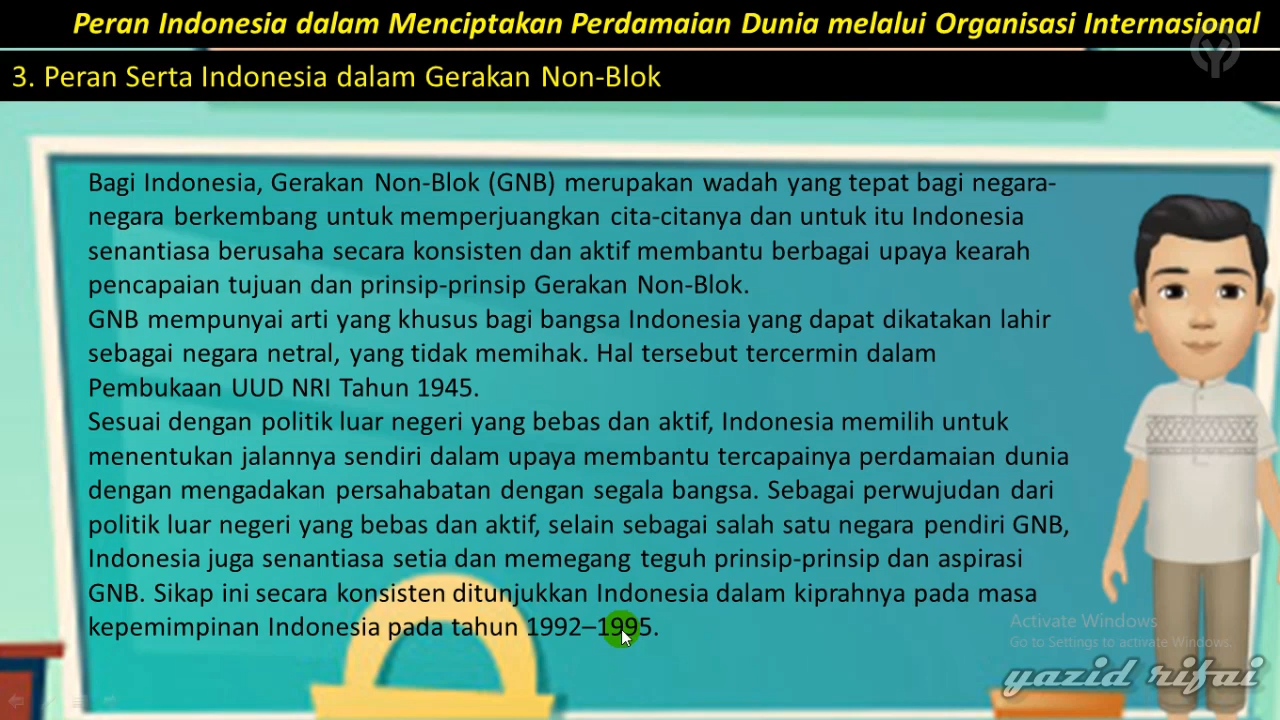 Peran Indonesia dalam Menciptakan Perdamaian Dunia melalui Organisasi Internasional
3. Peran Serta Indonesia dalam Gerakan Non-Blok
Bagi Indonesia, Gerakan Non-Blok (GNB) merupakan wadah yang tepat bagi negara-
negara berkembang untuk memperjuangkan cita-citanya dan untuk itu Indonesia
senantiasa berusaha secara konsisten dan aktif membantu berbagai upaya kearah
pencapaian tujuan dan prinsip-prinsip Gerakan Non-Blok.
GNB mempunyai arti yang khusus bagi bangsa Indonesia yang dapat dikatakan lahir
sebagai negara netral, yang tidak memihak. Hal tersebut tercermin dalam
Pembukaan UUD NRI Tahun 1945.
Sesuai dengan politik luar negeri yang bebas dan aktif, Indonesia memilih untuk
menentukan jalannya sendiri dalam upaya membantu tercapainya perdamaian dunia
dengan mengadakan persahabatan dengan segala bangsa. Sebagai perwujudan dari
politik luar negeri yang bebas dan aktif, selain sebagai salah satu negara pendiri GNB,
Indonesia juga senantiasa setia dan memegang teguh prinsip-prinsip dan aspirasi
GNB. Sikap ini secara konsisten ditunjukkan Indonesia dalam kiprahnya pada masa
kepemimpinan Indonesia pada tahun 1992–1995.
Activate Windows
Go to Settings to activate Windows.
yazid rifai